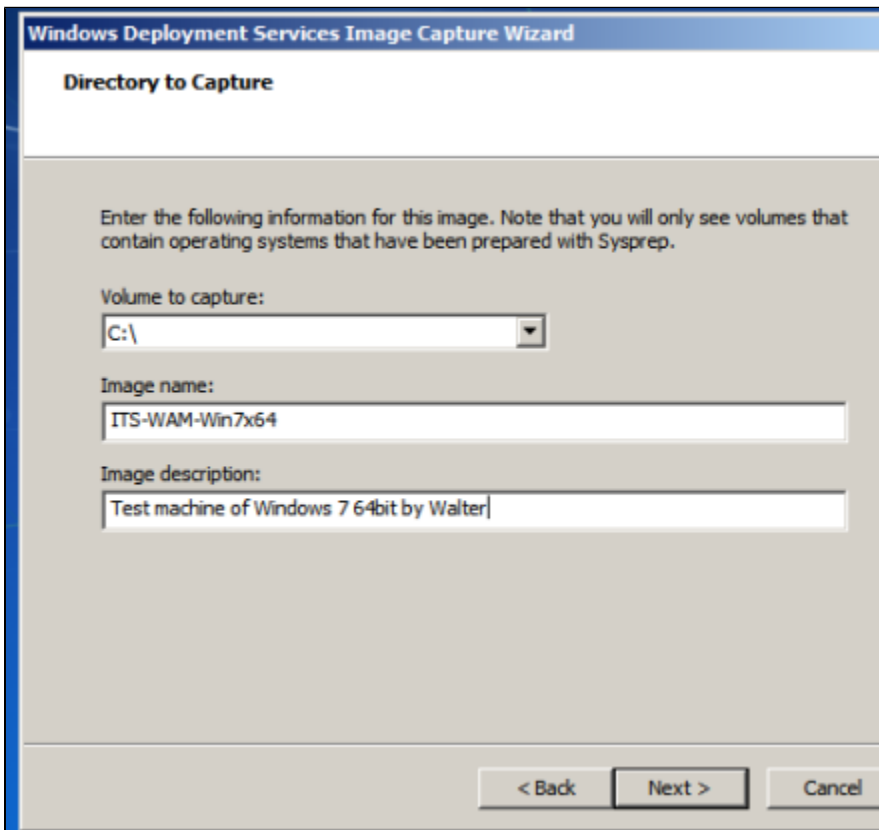 Windows Deployment Services Image Capture Wizard
Directory to Capture
Enter the following information for this image. Note that you will only see volumes that
contain operating systems that have been prepared with Sysprep.
Volume to capture:
C:\
Image name:
ITS-WAM-Win7x64
Image description:
Test machine of Windows 7 64bit by Walter
< Back
Next >
Cancel